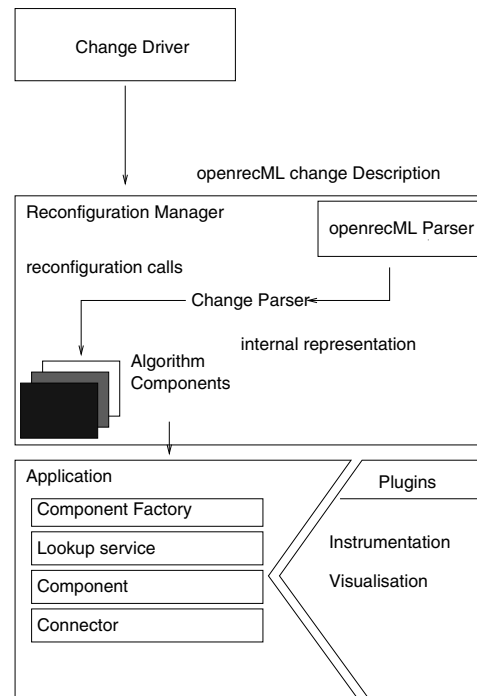 Change Driver
openrecML change Description
Reconfiguration Manager
openrecML Parser
reconfiguration calls
Change Parser
internal representation
Algorithm
Components
Application
Plugins
Component Factory
Lookup service
Component
Connector
Instrumentation
Visualisation